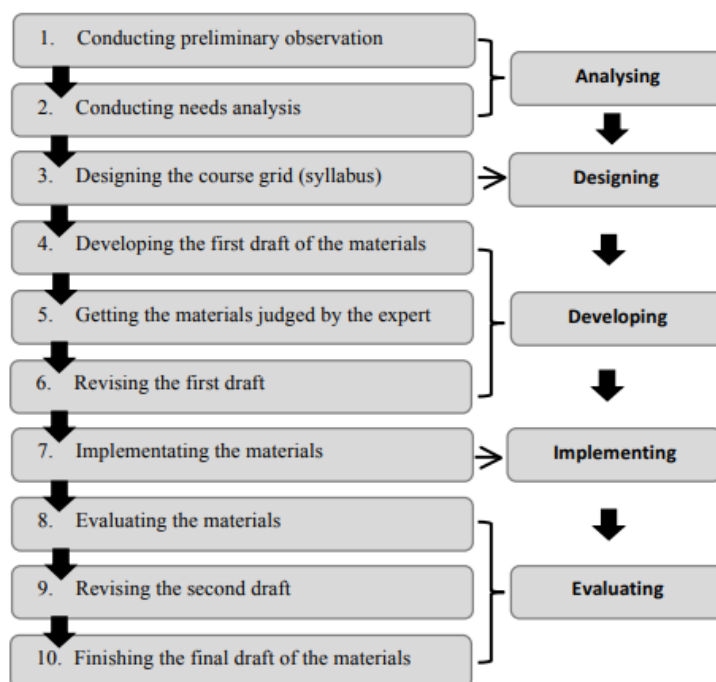 1. Conducting preliminary observation
Analysing
2. Conducting needs analysis
3. Designing the course grid (syllabus)
Designing
4. Developing the first draft of the materials
5. Getting the materials judged by the expert
Developing
6. Revising the first draft
7. Implementating the materials
Implementing
8. Evaluating the materials
9. Revising the second draft
Evaluating
10. Finishing the final draft of the materials